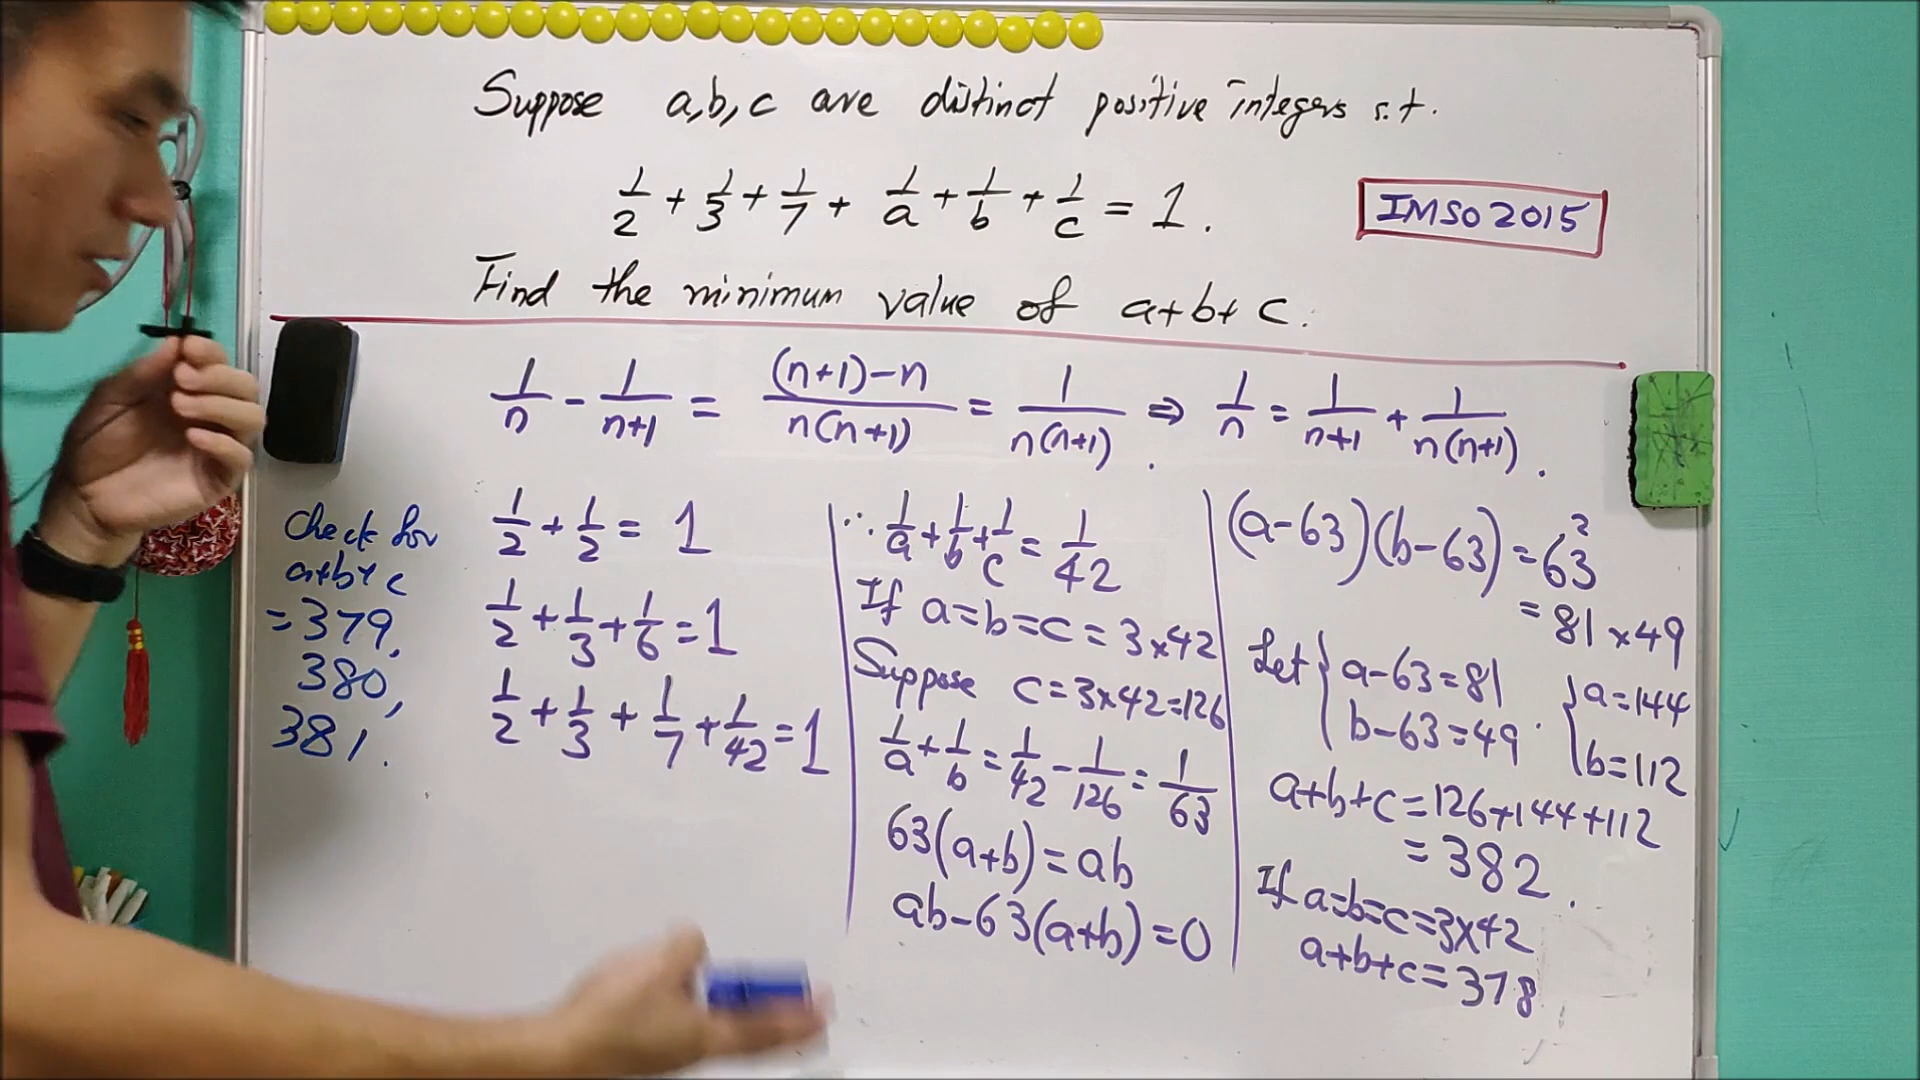 Suppose a,b,c are distinct positive integers s.t.
1/2 + 1/3 + 1/7 + 1/a + 1/b + 1/c = 1.
IMSO 2015
Find the minimum value of a+b+c.
1/n - 1/(n+1) = ((n+1)-n)/(n(n+1)) = 1/(n(n+1)). ⇒ 1/n = 1/(n+1) + 1/(n(n+1)).
Check for
a+b+c
=379,
380,
381.
1/2 + 1/2 = 1
1/2 + 1/3 + 1/6 = 1
1/2 + 1/3 + 1/7 + 1/42 = 1
∴ 1/a + 1/b + 1/c = 1/42
If a=b=c=3×42
Suppose c=3×42=126
1/a + 1/b = 1/42 - 1/126 = 1/63
63(a+b)=ab
ab-63(a+b)=0
(a-63)(b-63)=63²
=81×49
Let { a-63=81
b-63=49. { a=144
b=112
a+b+c=126+144+112
=382.
If a=b=c=3×42
a+b+c=378